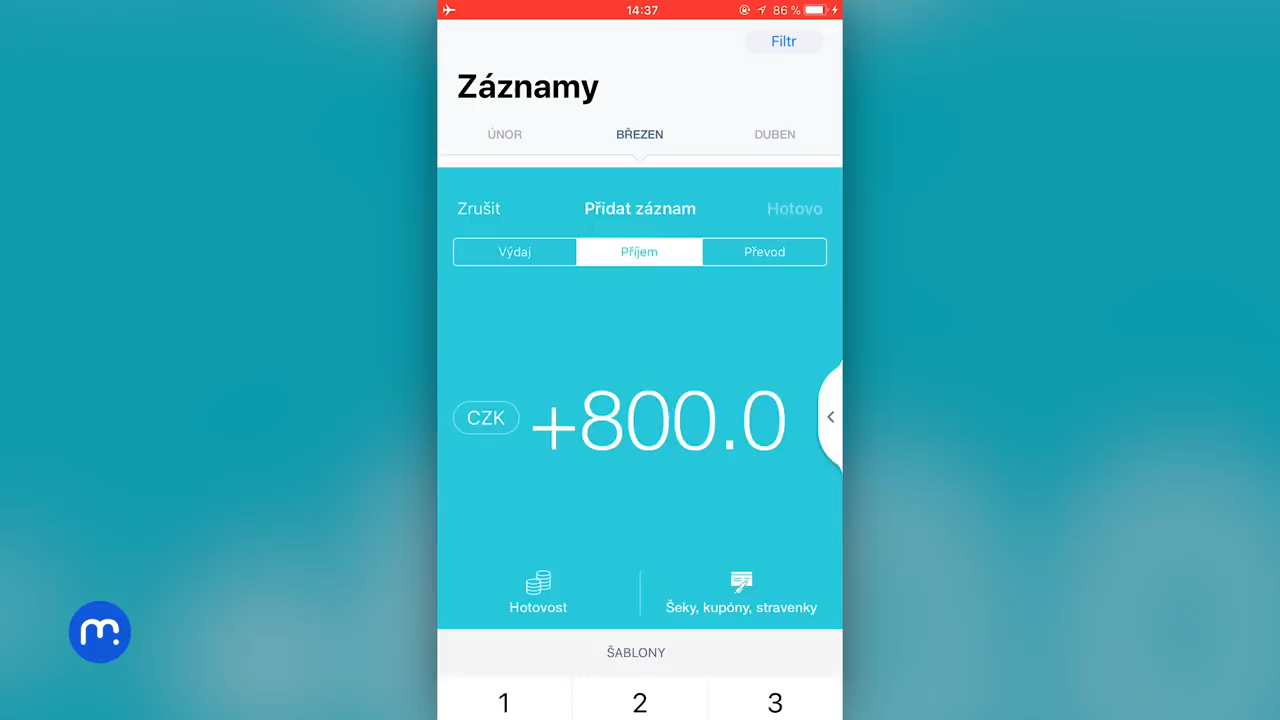 14:37 86 %
Filtr
Záznamy
ÚNOR BŘEZEN DUBEN
Zrušit Přidat záznam Hotovo
Výdaj Příjem Převod
CZK +800.0
Hotovost Šeky, kupóny, stravenky
ŠABLONY
1 2 3
m.